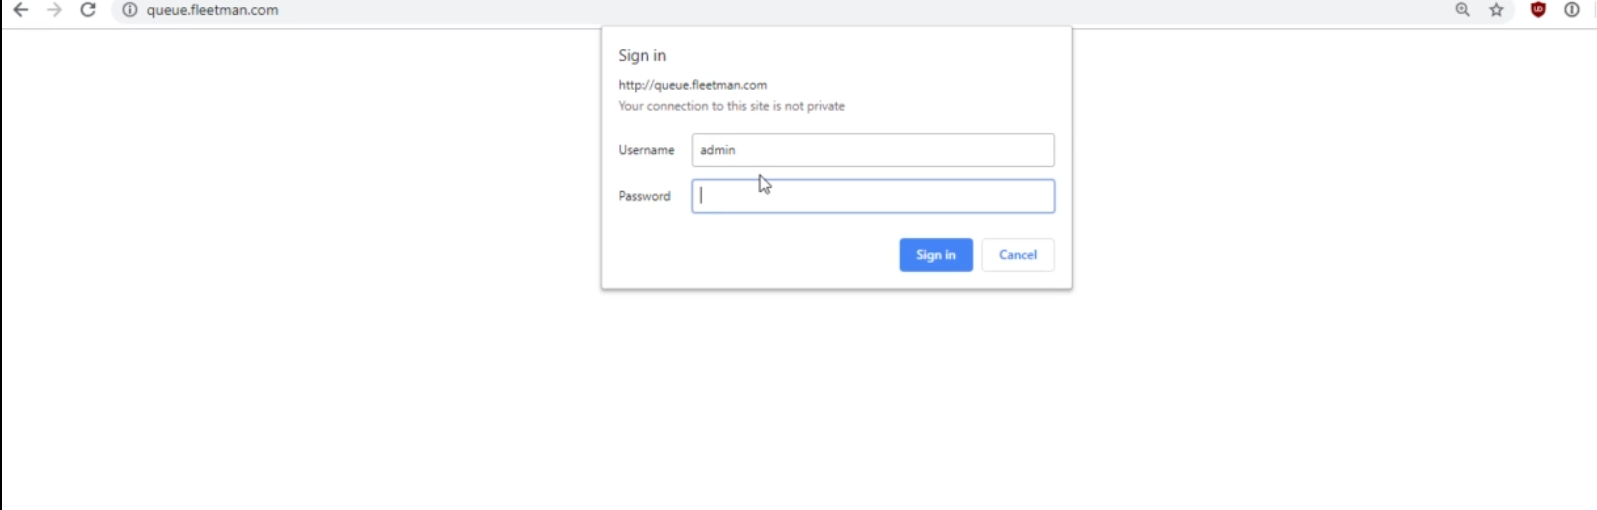 queue.fleetman.com
Sign in
http://queue.fleetman.com
Your connection to this site is not private
Username admin
Password
Sign in Cancel